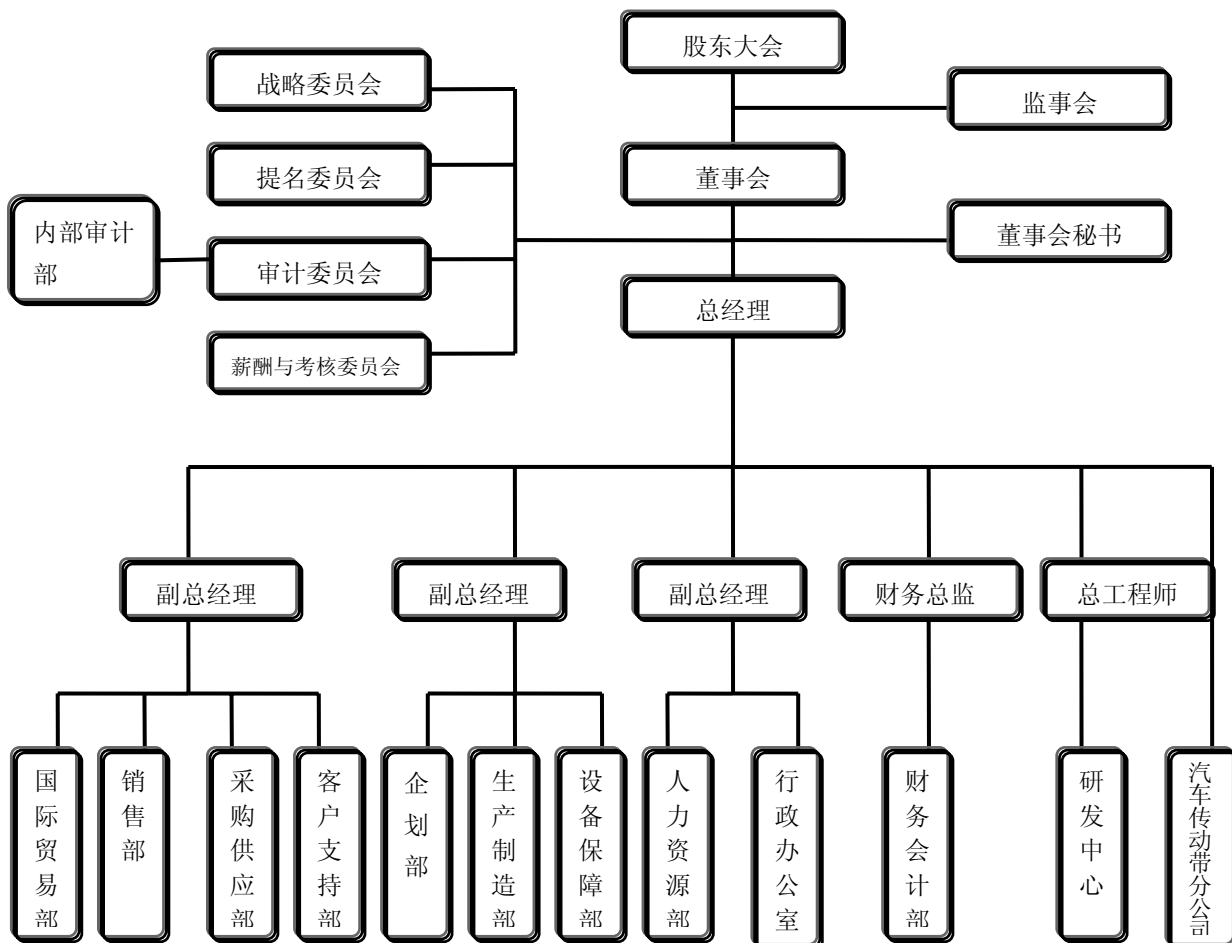 股东大会
战略委员会
监事会
提名委员会
董事会
内部审计
部
董事会秘书
审计委员会
总经理
薪酬与考核委员会
副总经理
副总经理
副总经理
财务总监
总工程师
国际贸易部
销售部
采购供应部
客户支持部
企划部
生产制造部
设备保障部
人力资源部
行政办公室
财务会计部
研发中心
汽车传动带分公司